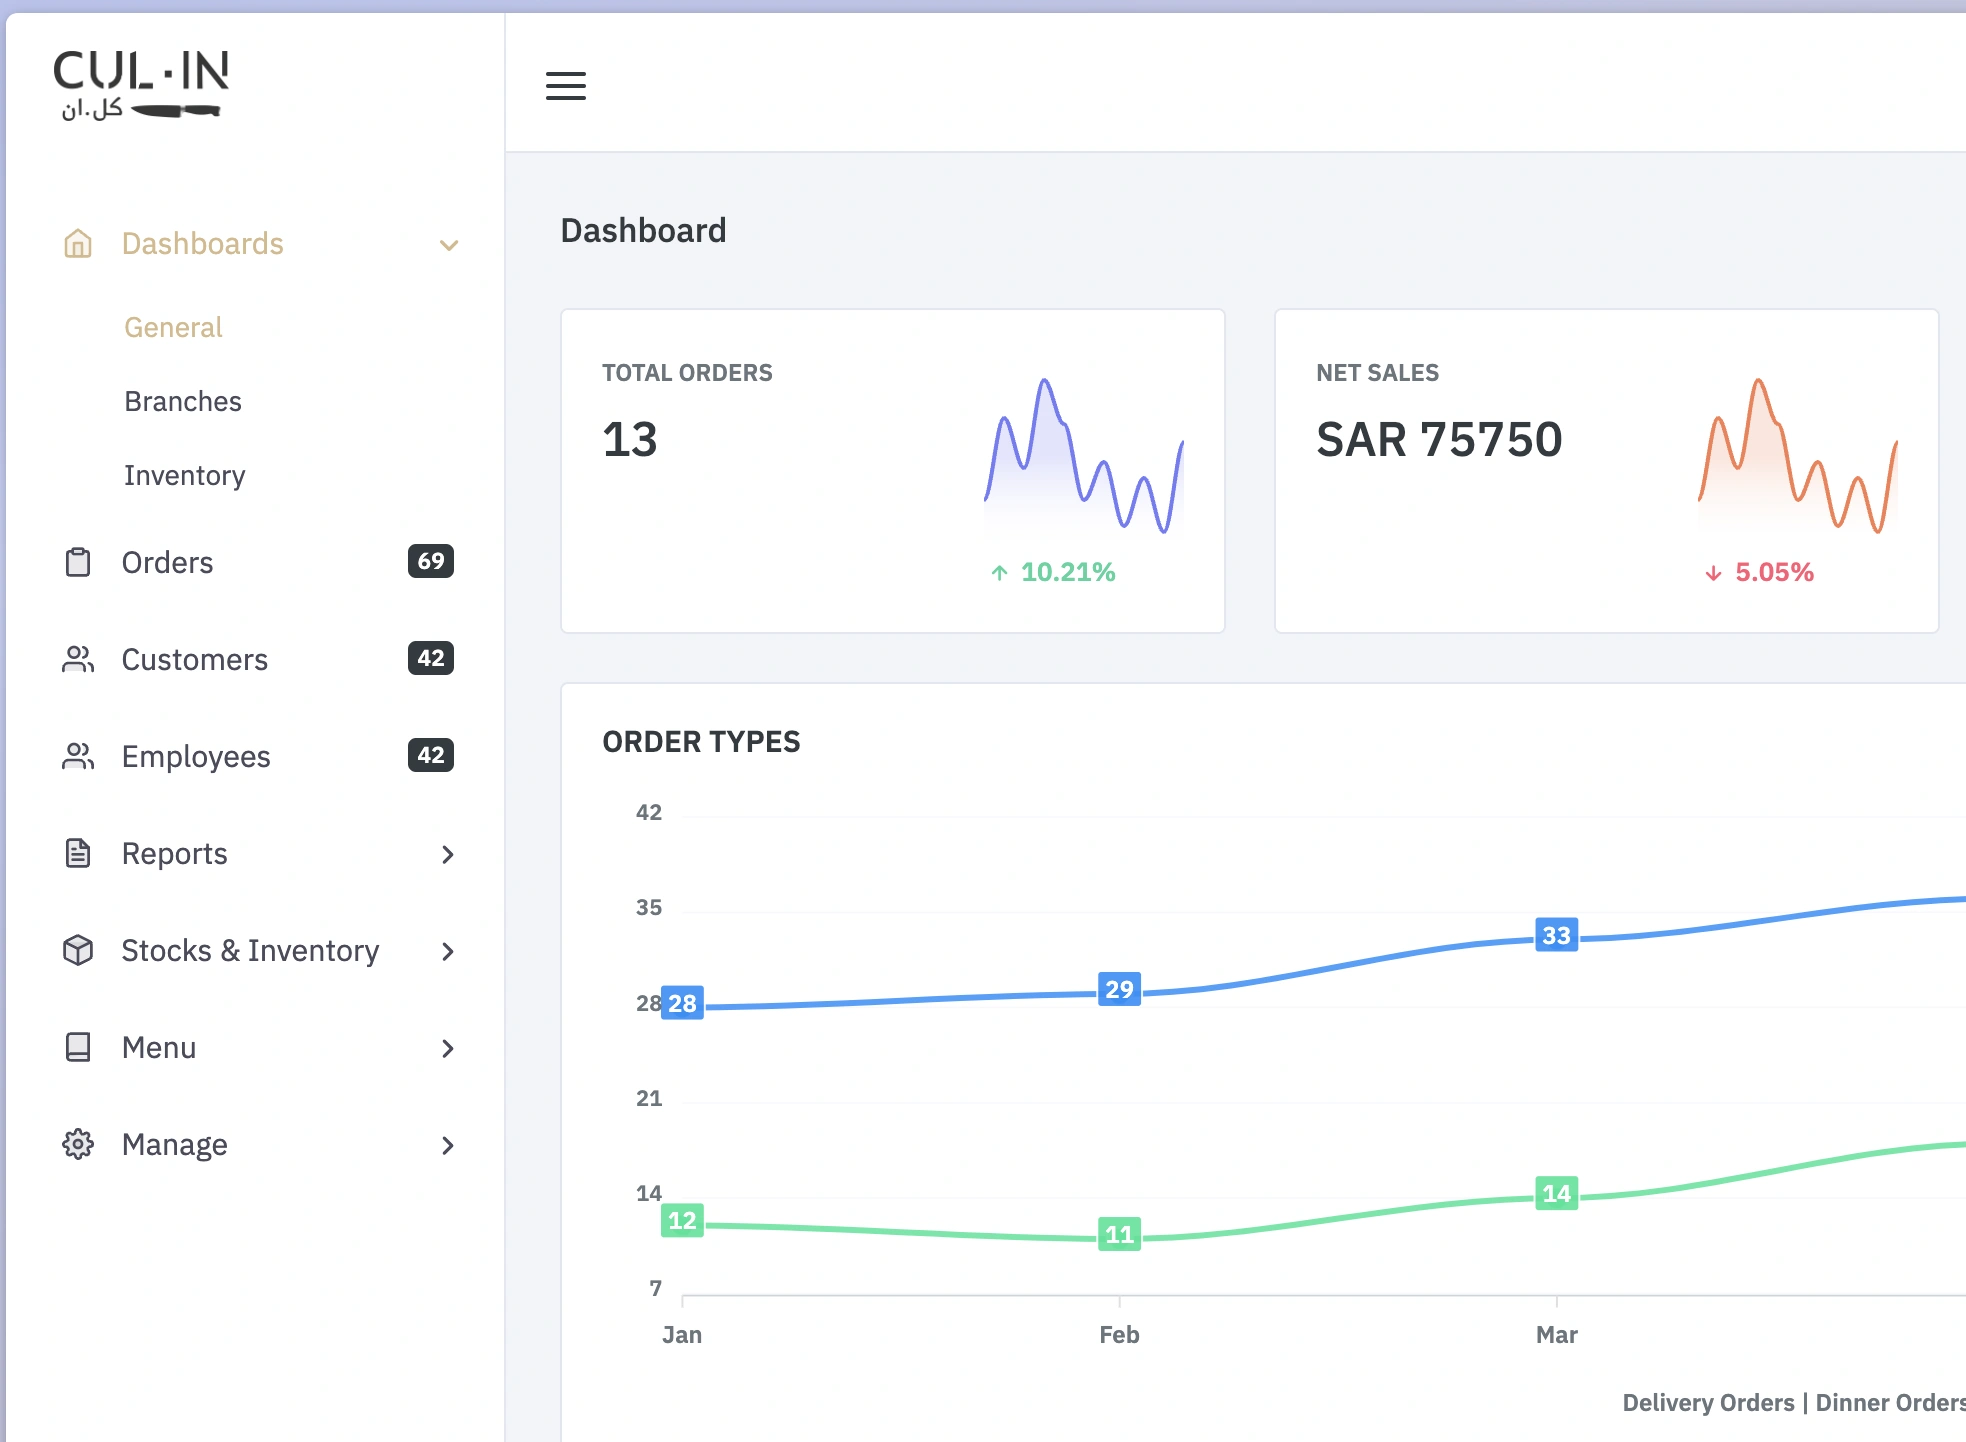 CUL·IN
كل.ان
Dashboards
General
Branches
Inventory
Orders 69
Customers 42
Employees 42
Reports
Stocks & Inventory
Menu
Manage
Dashboard
TOTAL ORDERS
13
10.21%
NET SALES
SAR 75750
5.05%
ORDER TYPES
42
35
28
21
14
7
28
29
33
12
11
14
Jan
Feb
Mar
Delivery Orders | Dinner Orders